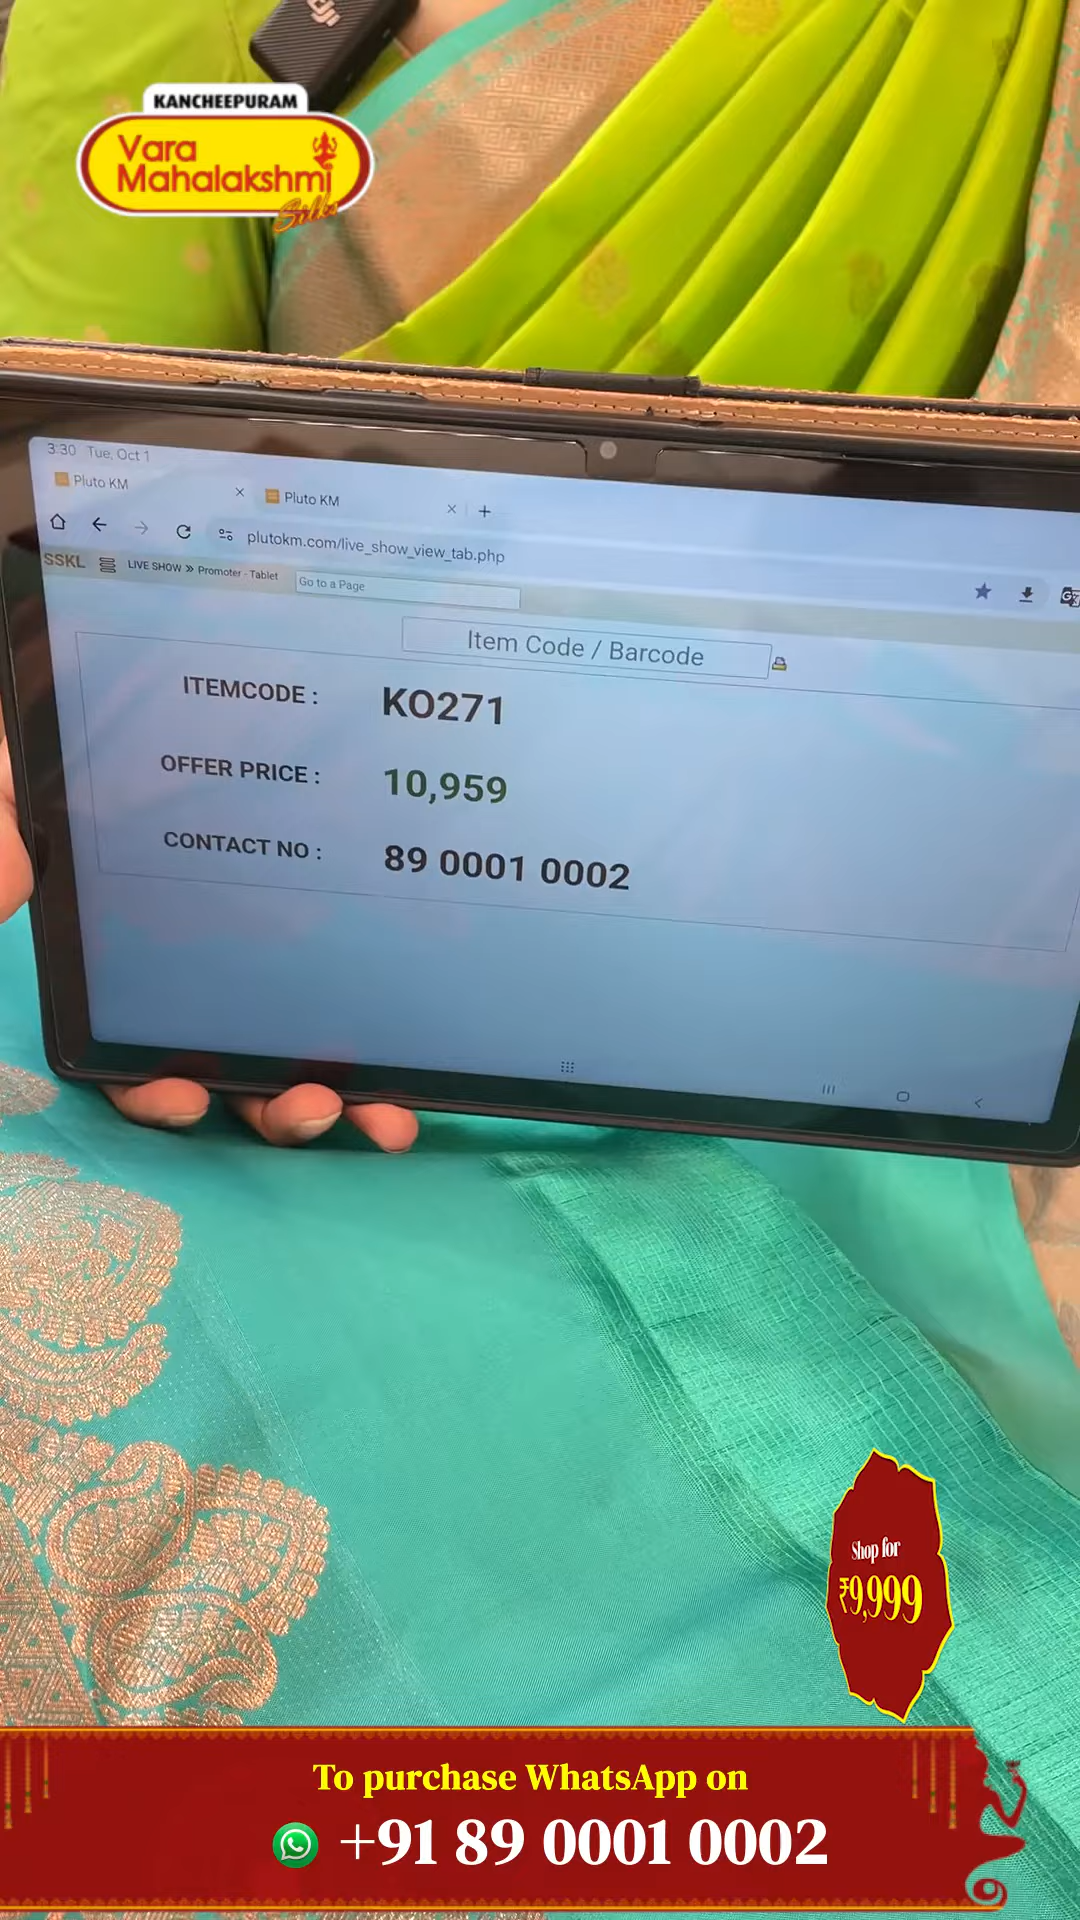 dji
KANCHEEPURAM
Vara
Mahalakshmi
Silks
3:30 Tue, Oct 1
Pluto KM × Pluto KM × +
plutokm.com/live_show_view_tab.php
SSKL LIVE SHOW » Promoter - Tablet Go to a Page
Item Code / Barcode
ITEMCODE : KO271
OFFER PRICE : 10,959
CONTACT NO : 89 0001 0002
Shop for
₹9,999
To purchase WhatsApp on
+91 89 0001 0002